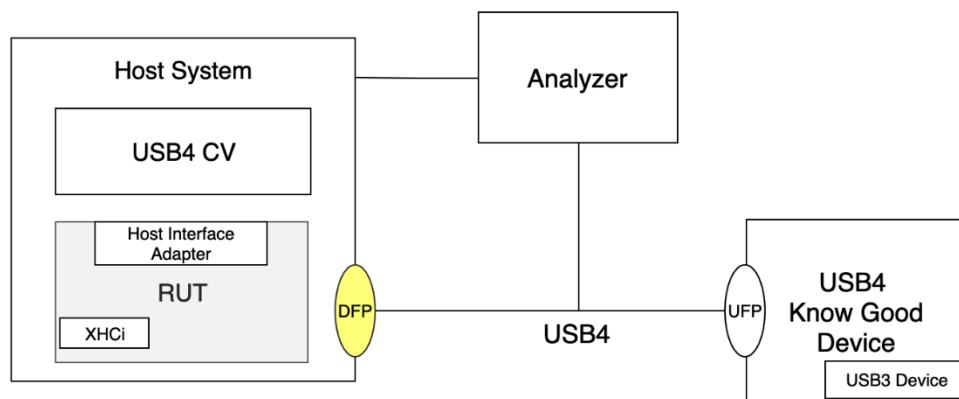 Host System
Analyzer
USB4 CV
Host Interface
Adapter
RUT
XHCi
DFP
USB4
UFP
USB4
Know Good
Device
USB3 Device